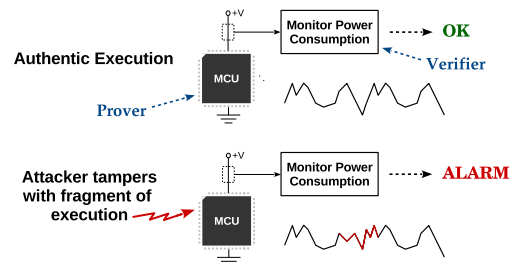 +V
Monitor Power
Consumption
OK
Authentic Execution
MCU
Verifier
Prover
+V
Monitor Power
Consumption
ALARM
Attacker tampers
with fragment of
execution
MCU